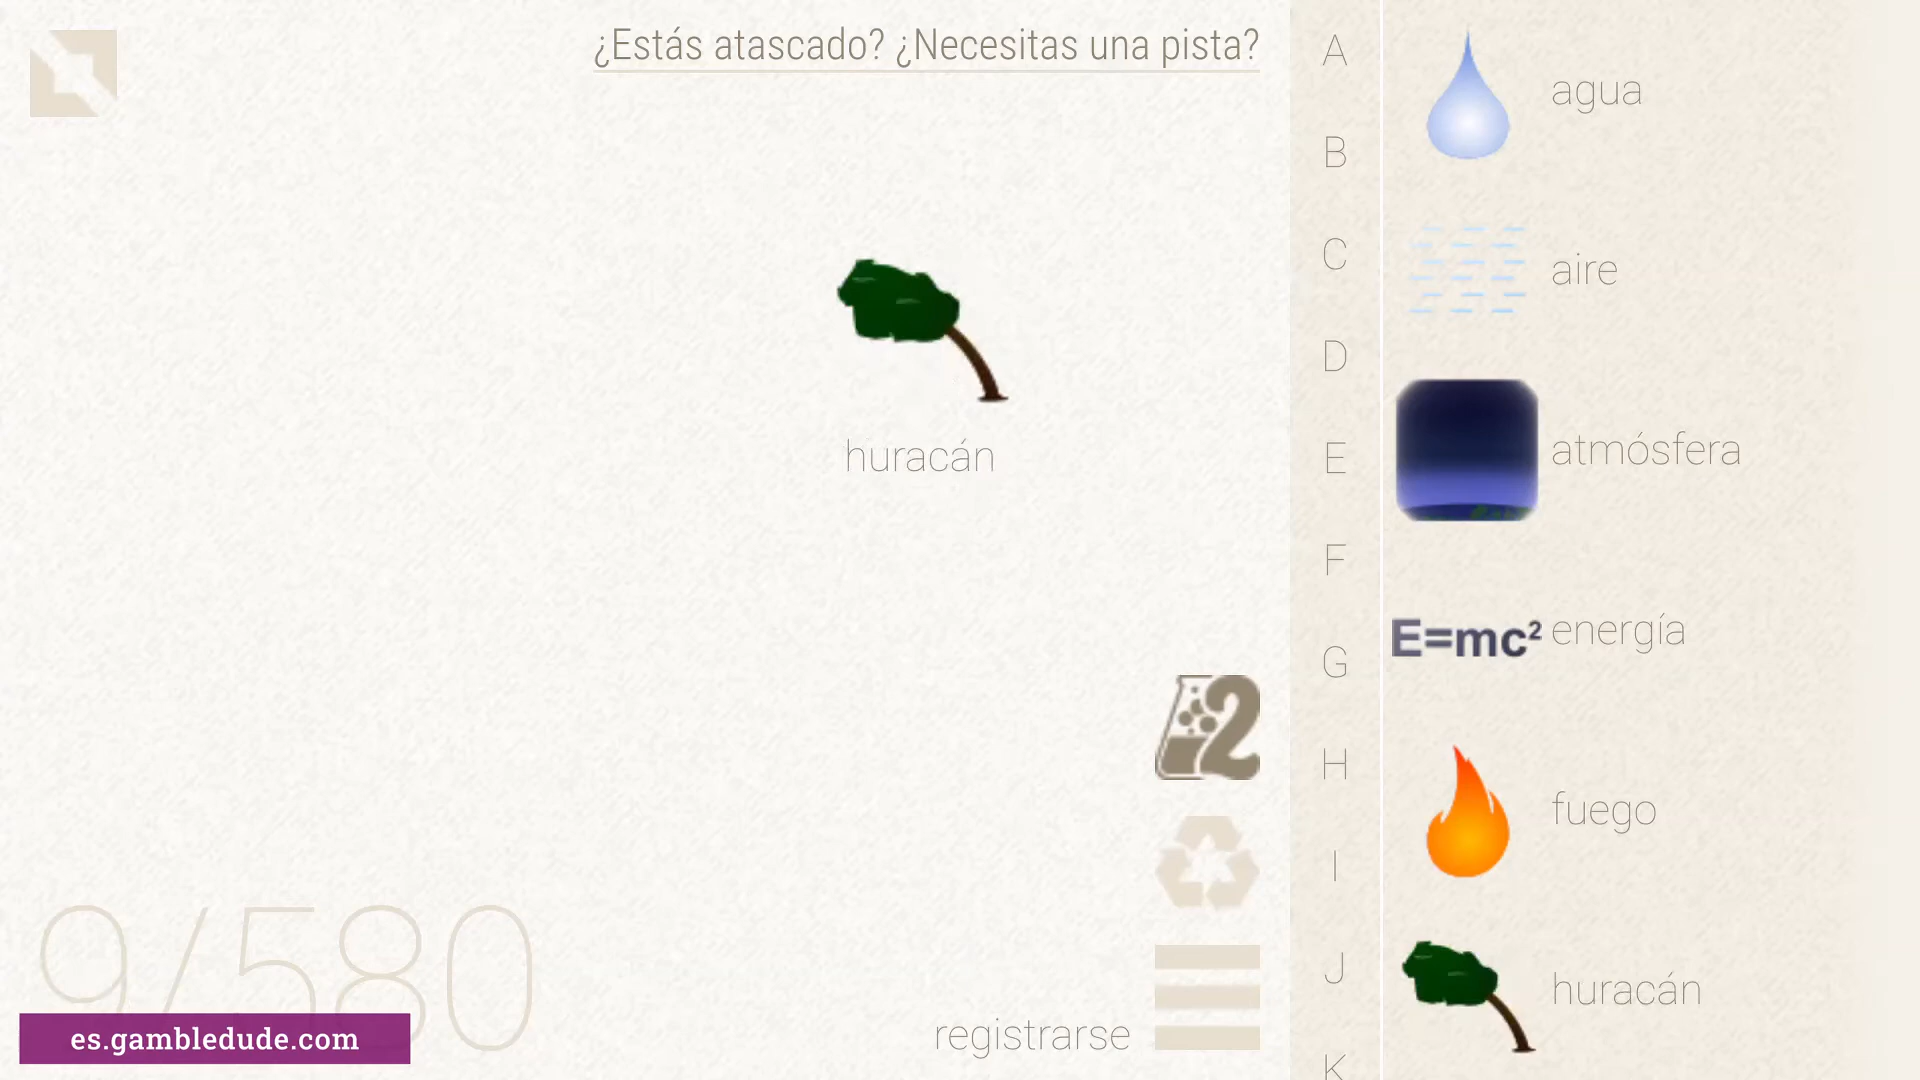 ¿Estás atascado? ¿Necesitas una pista?
huracán
2
9/580
es.gambledude.com
registrarse
A
B
C
D
E
F
G
H
I
J
K
agua
aire
atmósfera
E=mc² energía
fuego
huracán